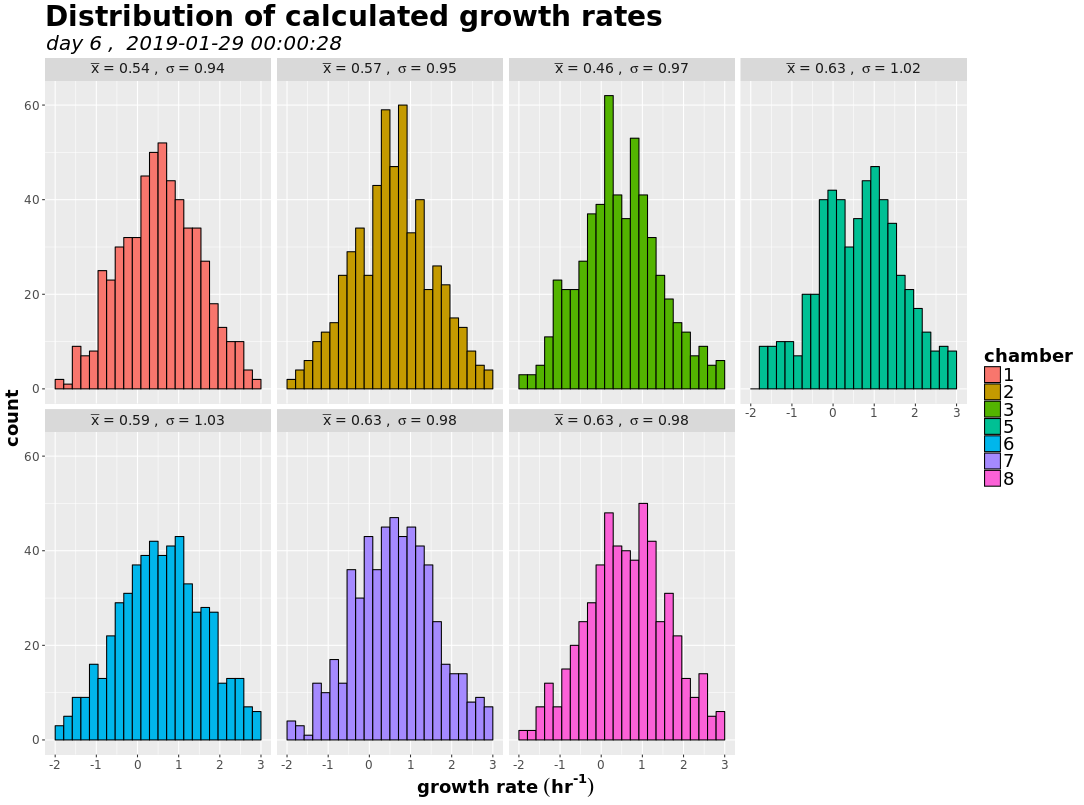 Distribution of calculated growth rates
day 6 ,  2019-01-29 00:00:28
x̅ = 0.54 ,  σ = 0.94
x̅ = 0.57 ,  σ = 0.95
x̅ = 0.46 ,  σ = 0.97
x̅ = 0.63 ,  σ = 1.02
60
40
20
0
-2 -1 0 1 2 3
x̅ = 0.59 ,  σ = 1.03
x̅ = 0.63 ,  σ = 0.98
x̅ = 0.63 ,  σ = 0.98
60
40
20
0
-2 -1 0 1 2 3
-2 -1 0 1 2 3
-2 -1 0 1 2 3
count
growth rate (hr⁻¹)
chamber
1
2
3
5
6
7
8